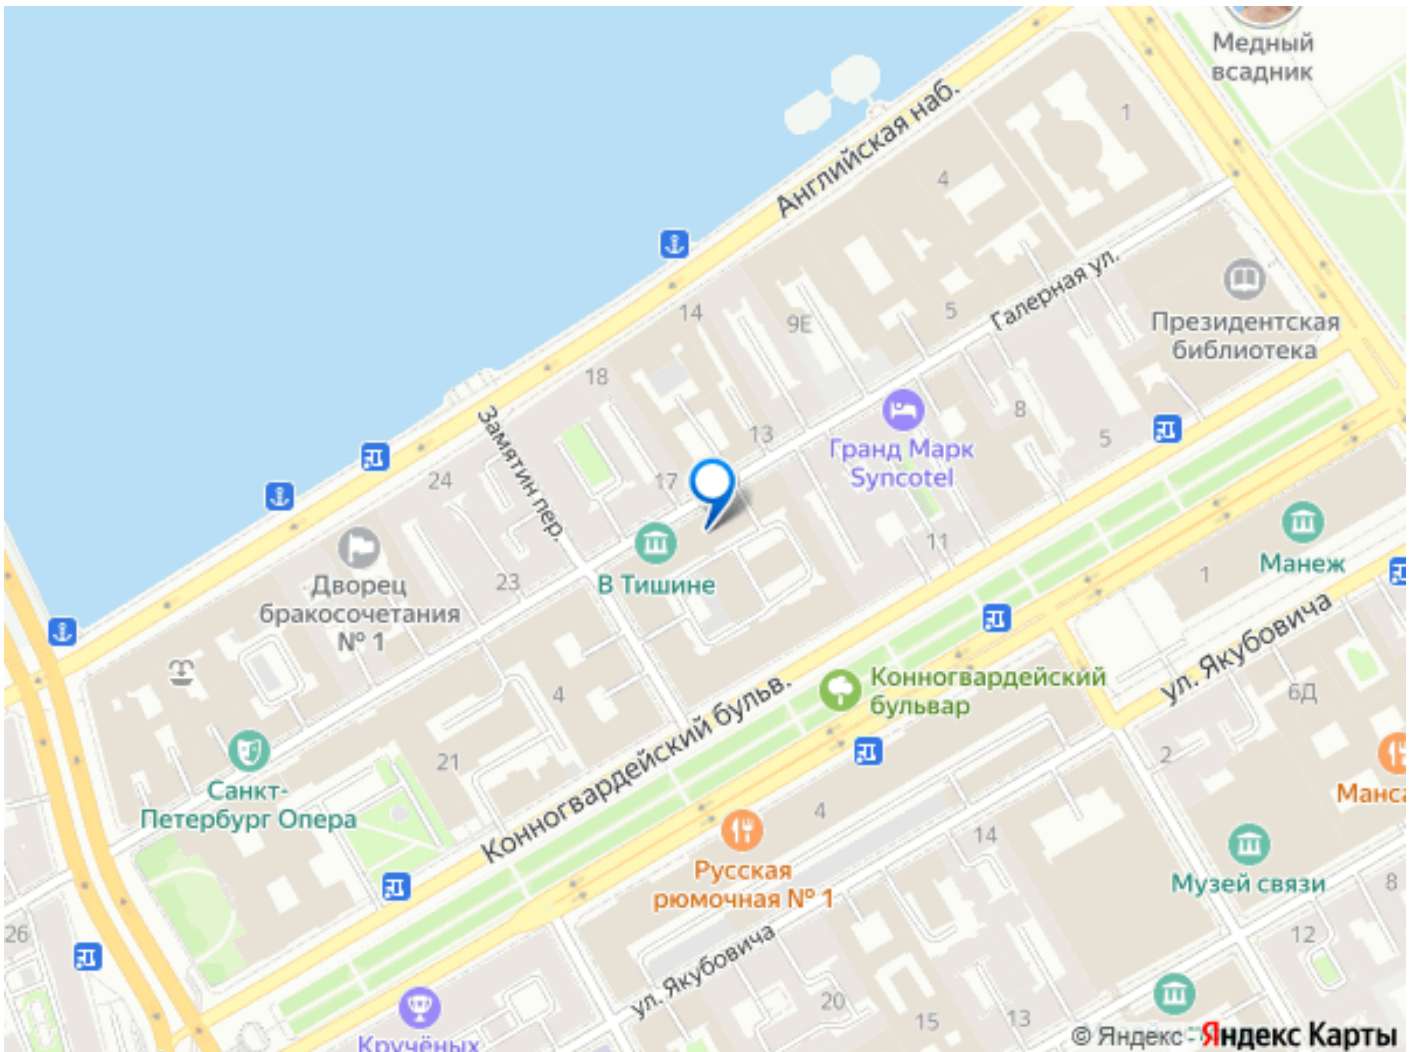 Медный
всадник
1
Английская наб.
4
Галерная ул.
5
14
9Е
Президентская
библиотека
18
8
13
Гранд Марк
Syncotel
5
Замятин пер.
24
17
11
Манеж
1
В Тишине
23
Дворец
бракосочетания
№ 1
ул. Якубовича
Конногвардейский
бульвар
4
6Д
Конногвардейский бульв.
21
2
Санкт-
Петербург Опера
Манса
4
14
Русская
рюмочная № 1
Музей связи
8
26
12
ул. Якубовича
20
15
13
© Яндекс
Яндекс Карты
Кручёных